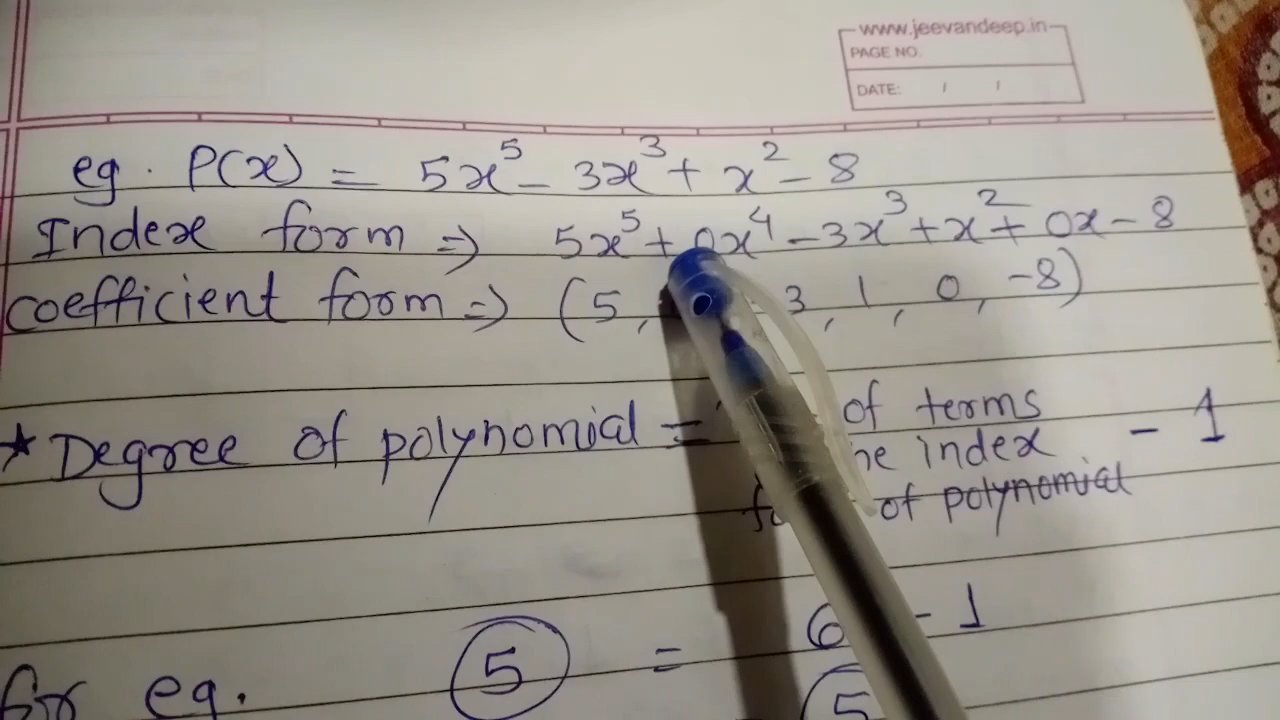 www.jeevandeep.in
PAGE NO.
DATE: / /
eg. P(x) = 5x⁵ - 3x³ + x² - 8
Index form ⇒ 5x⁵ + 0x⁴ - 3x³ + x² + 0x - 8
coefficient form ⇒ (5, 3, 1, 0, -8)
* Degree of polynomial = of terms
index - 1
of polynomial
for eg. 5 = 6 - 1
5